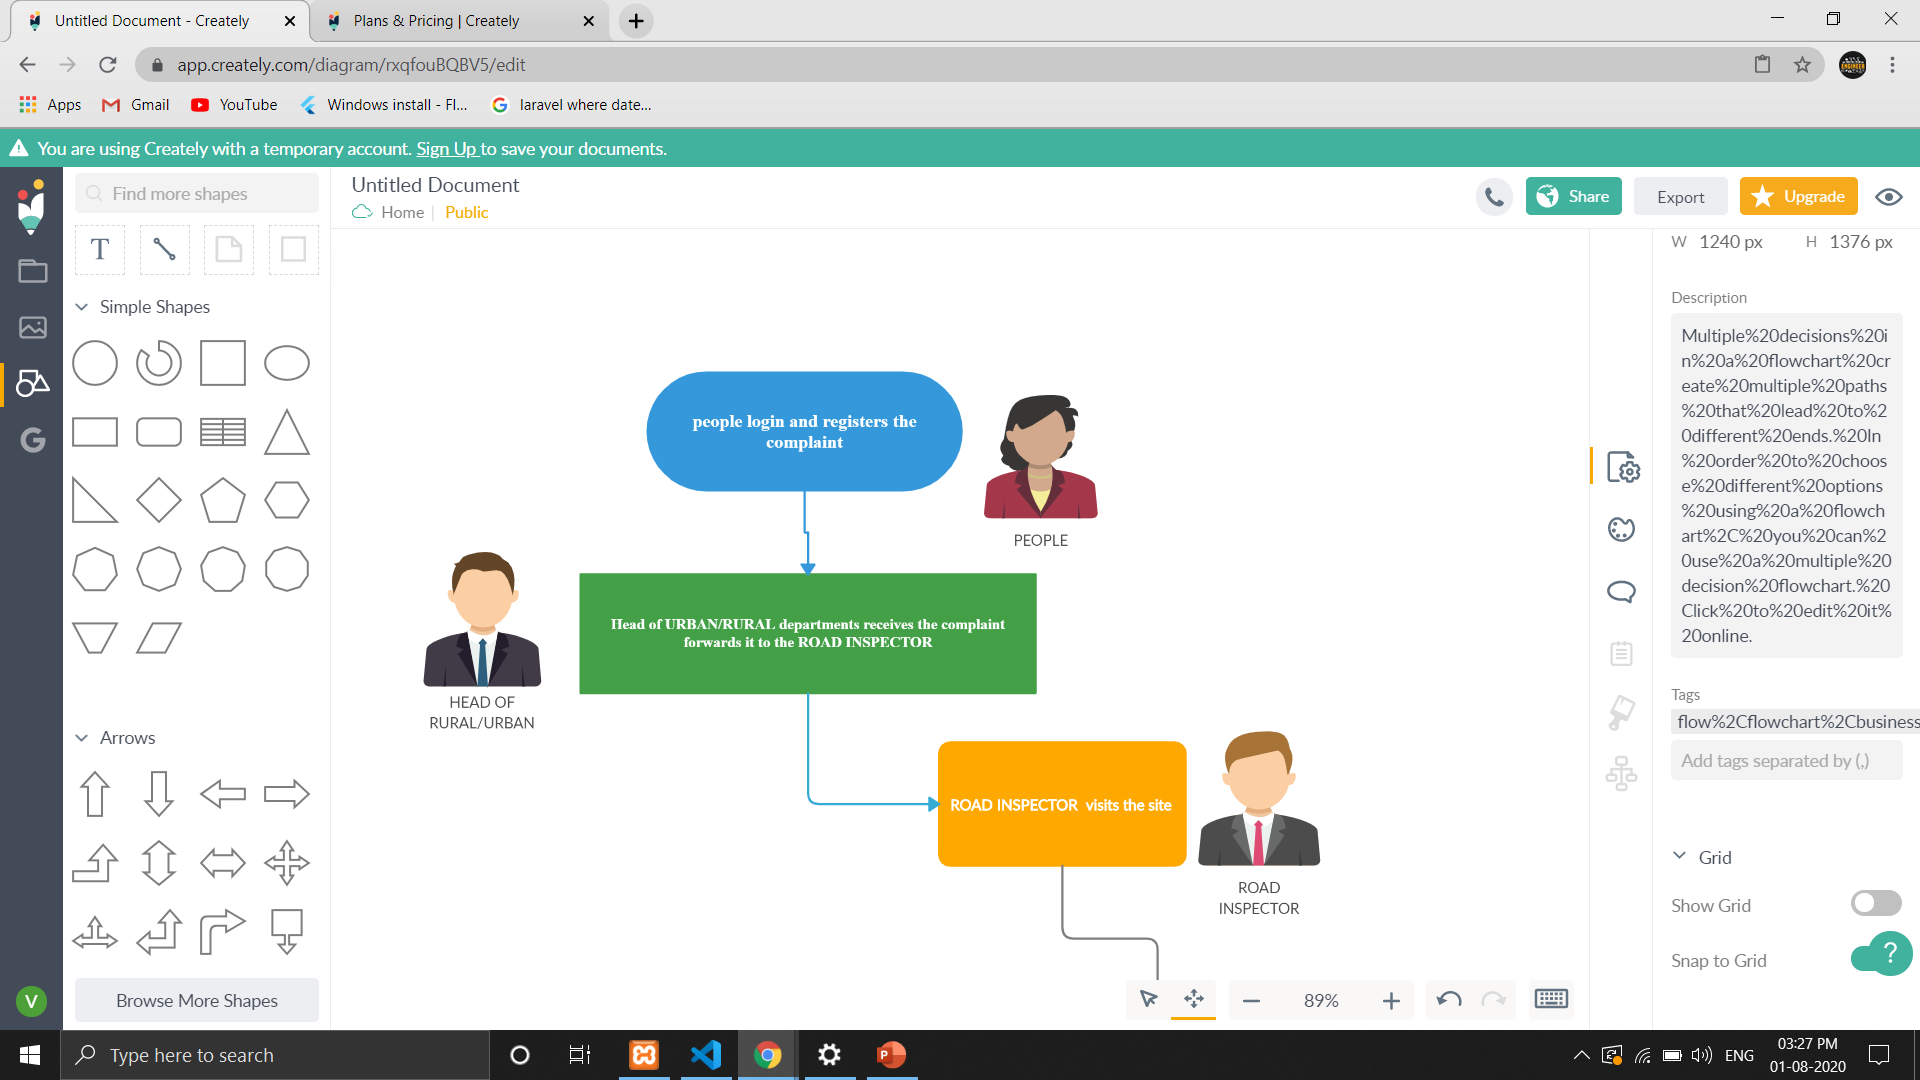 Untitled Document - Creately
Plans & Pricing | Creately
app.creately.com/diagram/rxqfouBQBV5/edit
Apps
Gmail
YouTube
Windows install - Fl...
laravel where date...
You are using Creately with a temporary account. Sign Up to save your documents.
Find more shapes
Untitled Document
Home
Public
Share
Export
Upgrade
T
Simple Shapes
Arrows
Browse More Shapes
V
people login and registers the
complaint
PEOPLE
HEAD OF
RURAL/URBAN
Head of URBAN/RURAL departments receives the complaint
forwards it to the ROAD INSPECTOR
ROAD INSPECTOR  visits the site
ROAD
INSPECTOR
89%
W 1240 px H 1376 px
Description
Multiple%20decisions%20i
n%20a%20flowchart%20cr
eate%20multiple%20paths
%20that%20lead%20to%2
0different%20ends.%20In
%20order%20to%20choos
e%20different%20options
%20using%20a%20flowch
art%2C%20you%20can%2
0use%20a%20multiple%20
decision%20flowchart.%20
Click%20to%20edit%20it%
20online.
Tags
flow%2Cflowchart%2Cbusiness
Add tags separated by (,)
Grid
Show Grid
Snap to Grid
?
Type here to search
ENG
03:27 PM
01-08-2020